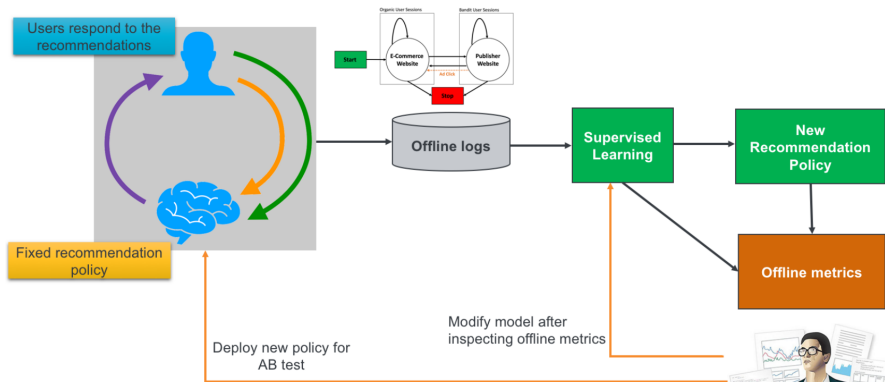 Users respond to the
recommendations
Organic User Sessions
Bandit User Sessions
Start
E-Commerce
Website
Publisher
Website
Ad Click
Stop
Offline logs
Supervised
Learning
New
Recommendation
Policy
Fixed recommendation
policy
Offline metrics
Deploy new policy for
AB test
Modify model after
inspecting offline metrics